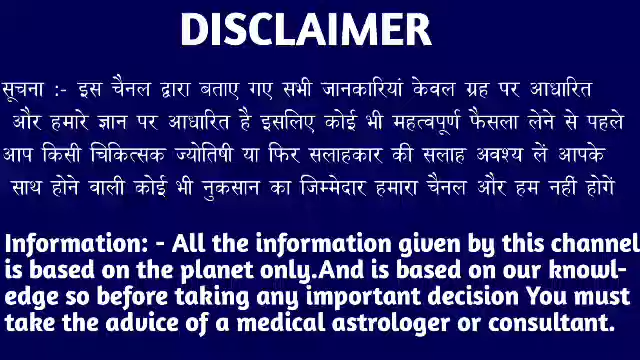 DISCLAIMER
सूचना :- इस चैनल द्वारा बताए गए सभी जानकारियां केवल ग्रह पर आधारित
और हमारे ज्ञान पर आधारित है इसलिए कोई भी महत्वपूर्ण फैसला लेने से पहले
आप किसी चिकित्सक ज्योतिषी या फिर सलाहकार की सलाह अवश्य लें आपके
साथ होने वाली कोई भी नुकसान का जिम्मेदार हमारा चैनल और हम नहीं होगें
Information: - All the information given by this channel
is based on the planet only.And is based on our knowl-
edge so before taking any important decision You must
take the advice of a medical astrologer or consultant.